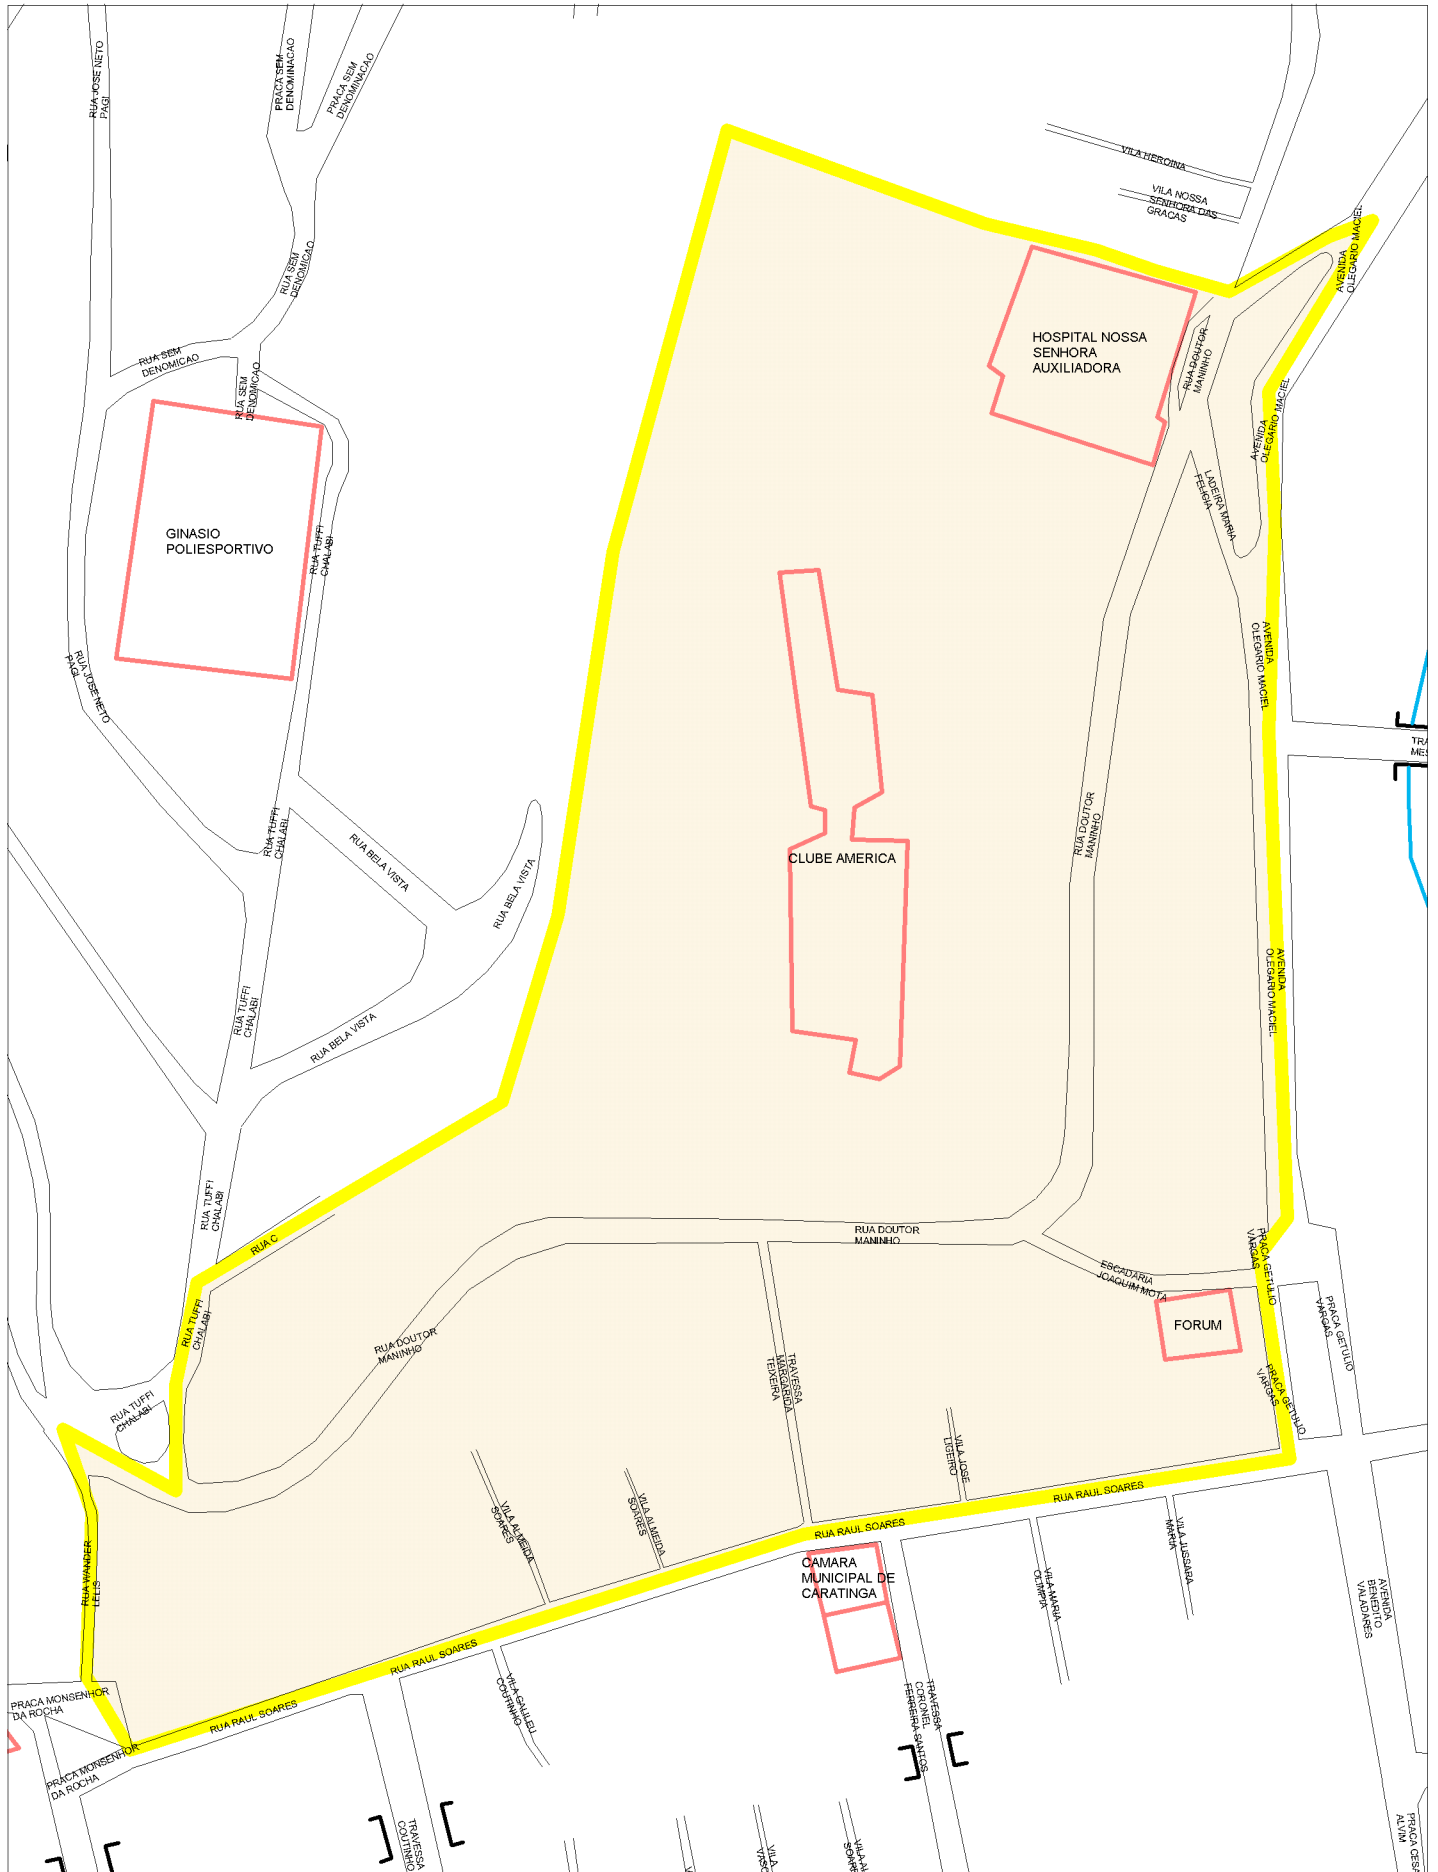 RUA JOSE NETO
PAGI
PRACA SEM
DENOMINACAO
PRACA SEM
DENOMINACAO
VILA HEROINA
VILA NOSSA
SENHORA DAS
GRACAS
AVENIDA
OLEGARIO MACIEL
RUA SEM
DENOMICAO
RUA SEM
DENOMICAO
RUA SEM
DENOMICAO
HOSPITAL NOSSA
SENHORA
AUXILIADORA
RUA DOUTOR
MANINHO
AVENIDA
OLEGARIO MACIEL
LADEIRA MARIA
FELICIA
GINASIO
POLIESPORTIVO
RUA TUFFI
CHALABI
RUA JOSE NETO
PAGI
AVENIDA
OLEGARIO MACIEL
RUA TUFFI
CHALABI
RUA BELA VISTA
RUA BELA VISTA
CLUBE AMERICA
RUA DOUTOR
MANINHO
AVENIDA
OLEGARIO MACIEL
RUA TUFFI
CHALABI
RUA BELA VISTA
RUA TUFFI
CHALABI
RUA C
RUA DOUTOR
MANINHO
ESCADARIA
JOAQUIM MOTA
PRACA GETULIO
VARGAS
PRACA GETULIO
VARGAS
FORUM
RUA TUFFI
CHALABI
RUA DOUTOR
MANINHO
TRAVESSA
MARGARIDA
TEIXEIRA
PRACA GETULIO
VARGAS
RUA TUFFI
CHALABI
VILA JOSE
LIGEIRO
VILA ALMEIDA
SOARES
VILA ALMEIDA
SOARES
RUA RAUL SOARES
RUA RAUL SOARES
VILA JUSSARA
MARIA
RUA WANDER
LELIS
CAMARA
MUNICIPAL DE
CARATINGA
VILA MARIA
OLIMPIA
AVENIDA
BENEDITO
VALADARES
RUA RAUL SOARES
VILA GALILEU
COUTINHO
TRAVESSA
CORONEL
FERREIRA SANTOS
PRACA MONSENHOR
DA ROCHA
RUA RAUL SOARES
PRACA MONSENHOR
DA ROCHA
TRAVESSA
COUTINHO
VILA
PRACA CESA
ALVIM